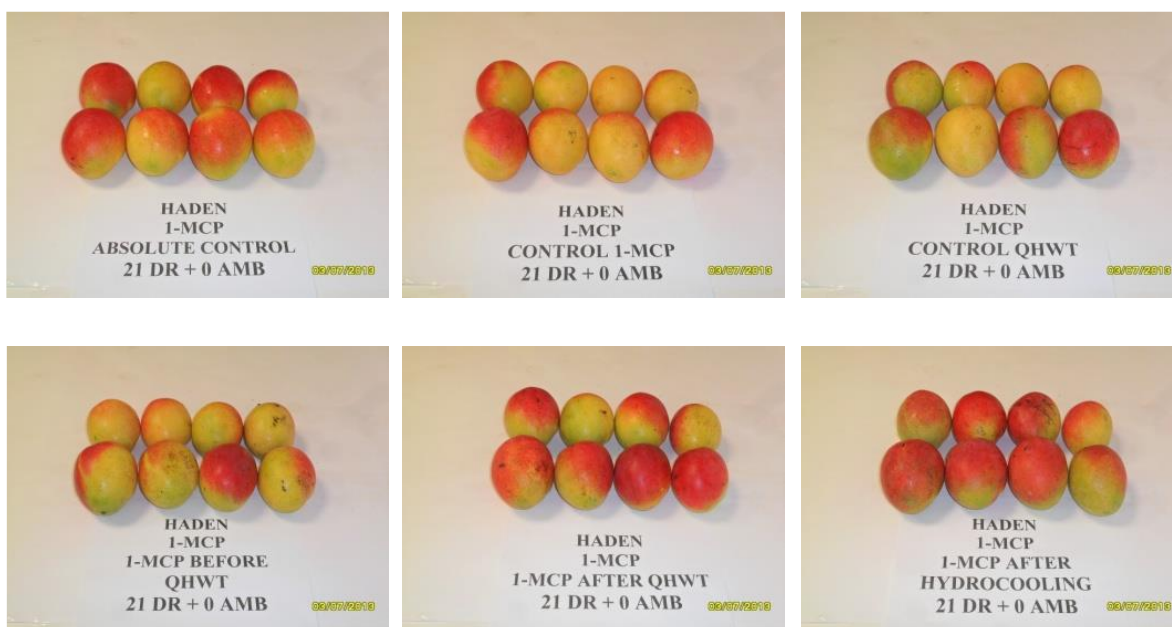 HADEN
1-MCP
ABSOLUTE CONTROL
21 DR + 0 AMB
03/07/2013
HADEN
1-MCP
CONTROL 1-MCP
21 DR + 0 AMB
03/07/2013
HADEN
1-MCP
CONTROL QHWT
21 DR + 0 AMB
03/07/2013
HADEN
1-MCP
1-MCP BEFORE
QHWT
21 DR + 0 AMB
03/07/2013
HADEN
1-MCP
1-MCP AFTER QHWT
21 DR + 0 AMB
03/07/2013
HADEN
1-MCP
1-MCP AFTER
HYDROCOOLING
21 DR + 0 AMB
03/07/2013